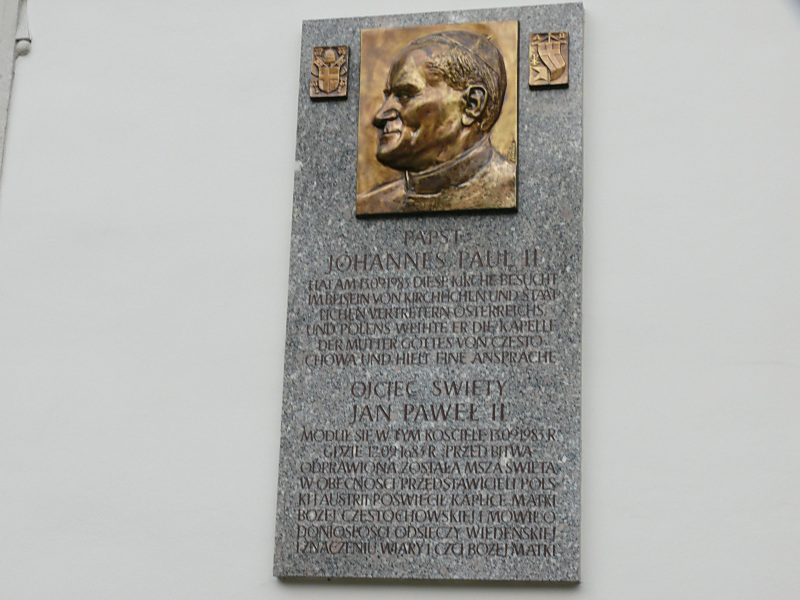 PAPST
JOHANNES PAUL II
HAT AM 13.09.1983 DIESE KIRCHE BESUCHT
IM BEISEIN VON KIRCHLICHEN UND STAAT
LICHEN VERTRETERN ÖSTERREICHS
UND POLENS WEIHTE ER DIE KAPELLE
DER MUTTER GOTTES VON CZĘSTO-
CHOWA UND HIELT EINE ANSPRACHE
OJCIEC ŚWIĘTY
JAN PAWEŁ II
MODLIŁ SIĘ W TYM KOŚCIELE 13.09.1983.R.
GDZIE 12.09.1683.R. PRZED BITWĄ
ODPRAWIONA ZOSTAŁA MSZA ŚWIĘTA
W OBECNOŚCI PRZEDSTAWICIELI POLS-
KI I AUSTRII POŚWIĘCIŁ KAPLICĘ MATKI
BOŻEJ CZĘSTOCHOWSKIEJ I MÓWIŁ O
DONIOSŁOŚCI ODSIECZY WIEDEŃSKIEJ
I ZNACZENIU WIARY I CZCI BOŻEJ MATKI